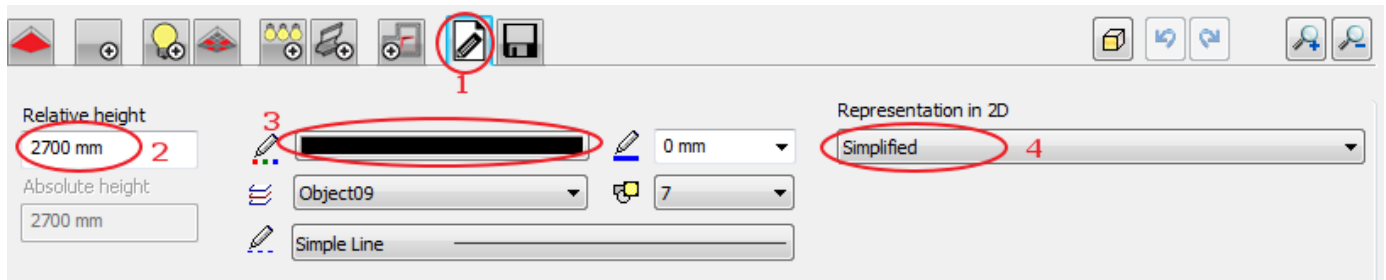 1
Relative height
2700 mm
2
3
0 mm
Representation in 2D
Simplified
4
Absolute height
2700 mm
Object09
7
Simple Line